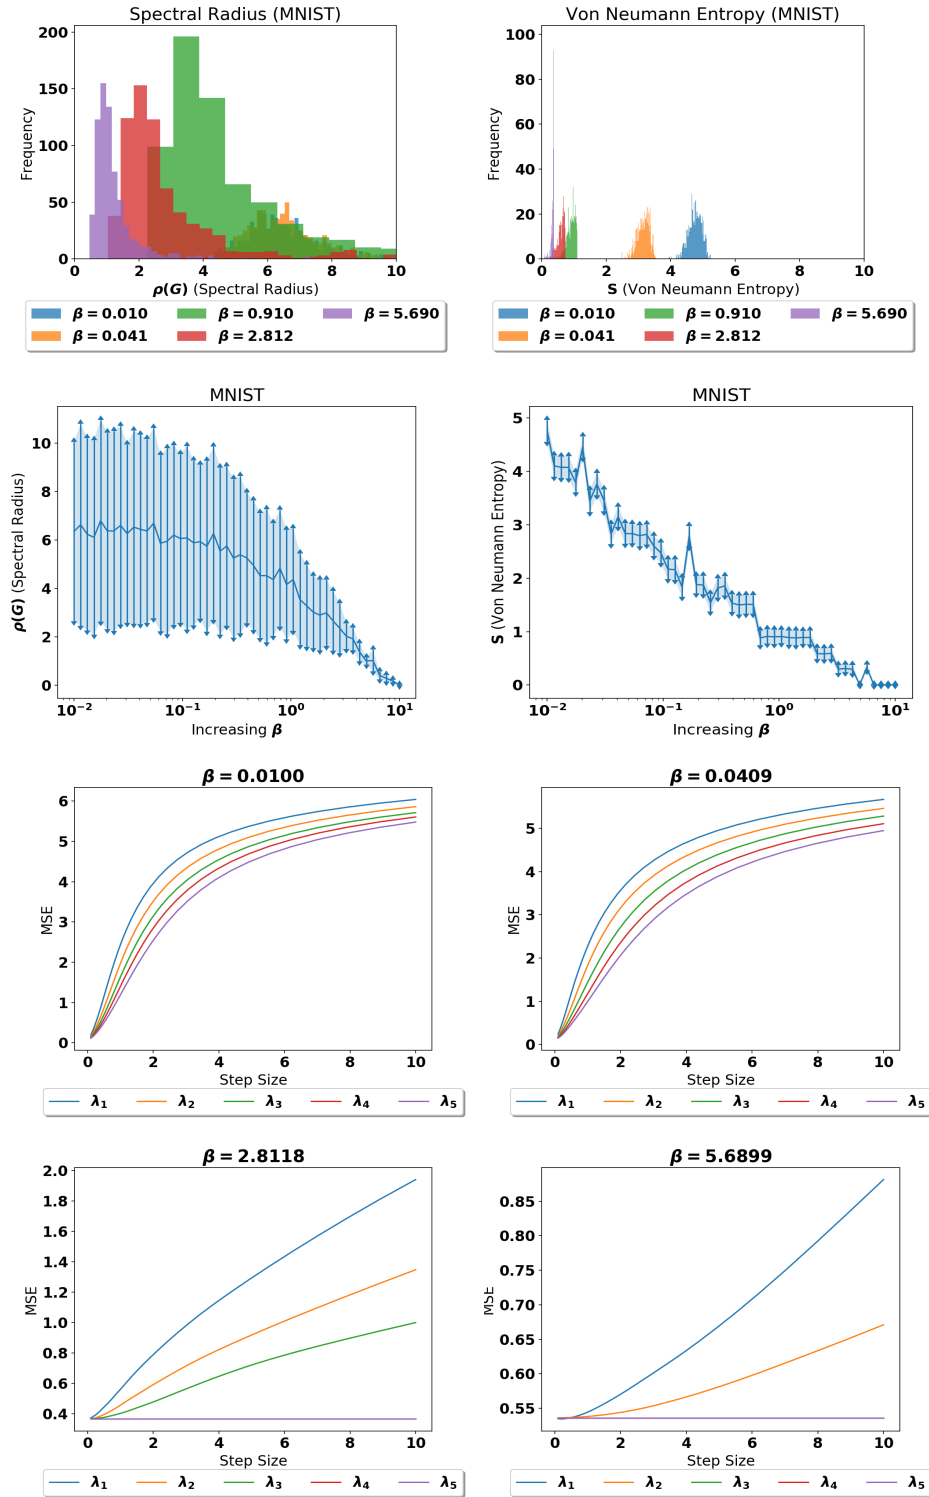 Spectral Radius (MNIST)
200
150
100
50
0
Frequency
0 2 4 6 8 10
ρ(G) (Spectral Radius)
β = 0.010 β = 0.910 β = 5.690
β = 0.041 β = 2.812
Von Neumann Entropy (MNIST)
100
80
60
40
20
0
Frequency
0 2 4 6 8 10
S (Von Neumann Entropy)
β = 0.010 β = 0.910 β = 5.690
β = 0.041 β = 2.812
MNIST
10
8
6
4
2
0
ρ(G) (Spectral Radius)
10⁻² 10⁻¹ 10⁰ 10¹
Increasing β
MNIST
5
4
3
2
1
0
S (Von Neumann Entropy)
10⁻² 10⁻¹ 10⁰ 10¹
Increasing β
β = 0.0100
6
5
4
3
2
1
0
MSE
0 2 4 6 8 10
Step Size
λ₁ λ₂ λ₃ λ₄ λ₅
β = 0.0409
5
4
3
2
1
0
MSE
0 2 4 6 8 10
Step Size
λ₁ λ₂ λ₃ λ₄ λ₅
β = 2.8118
2.0
1.8
1.6
1.4
1.2
1.0
0.8
0.6
0.4
MSE
0 2 4 6 8 10
Step Size
λ₁ λ₂ λ₃ λ₄ λ₅
β = 5.6899
0.85
0.80
0.75
0.70
0.65
0.60
0.55
MSE
0 2 4 6 8 10
Step Size
λ₁ λ₂ λ₃ λ₄ λ₅